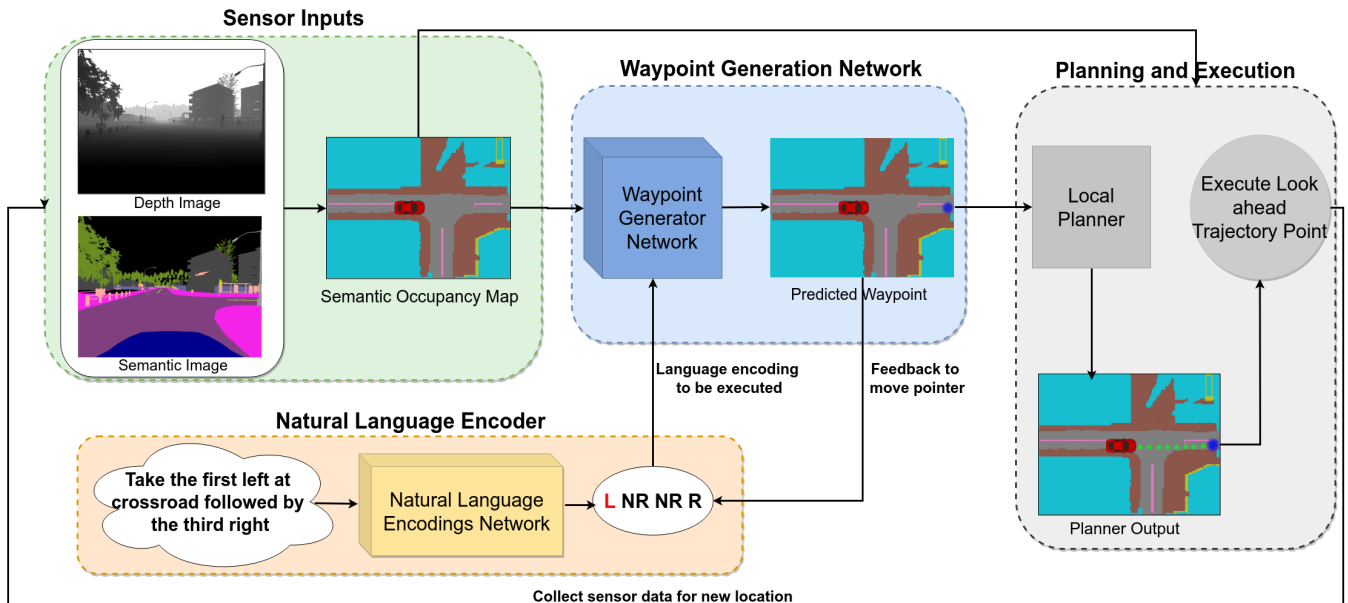 Sensor Inputs
Depth Image
Semantic Image
Semantic Occupancy Map
Waypoint Generation Network
Waypoint
Generator
Network
Predicted Waypoint
Planning and Execution
Local
Planner
Execute Look
ahead
Trajectory Point
Planner Output
Language encoding
to be executed
Feedback to
move pointer
Natural Language Encoder
Take the first left at
crossroad followed by
the third right
Natural Language
Encodings Network
L NR NR R
Collect sensor data for new location